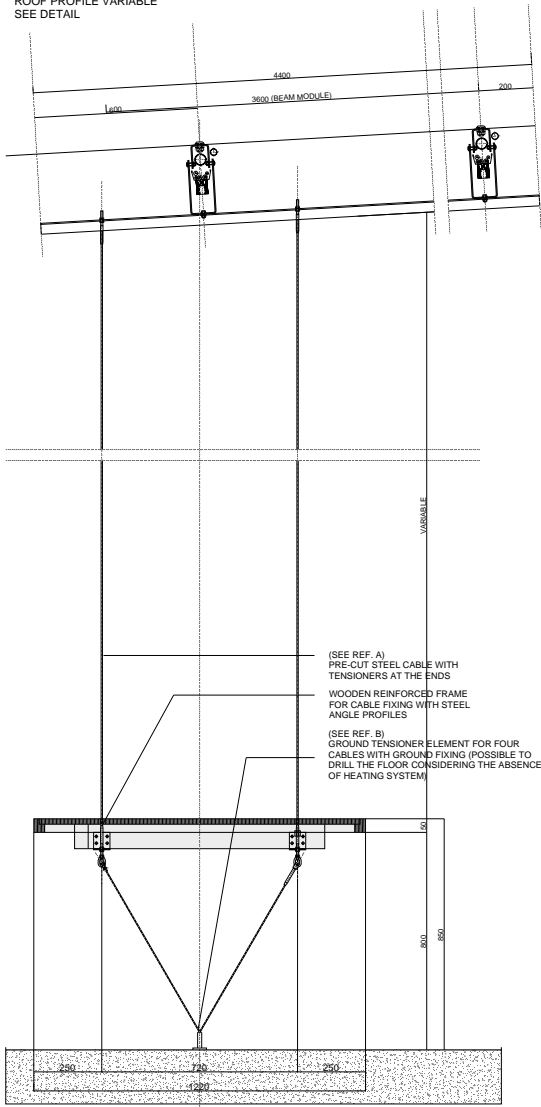 ROOF PROFILE VARIABLE
SEE DETAIL
4400
3600 (BEAM MODULE)
200
600
VARIABLE
(SEE REF. A)
PRE-CUT STEEL CABLE WITH
TENSIONERS AT THE ENDS
WOODEN REINFORCED FRAME
FOR CABLE FIXING WITH STEEL
ANGLE PROFILES
(SEE REF. B)
GROUND TENSIONER ELEMENT FOR FOUR
CABLES WITH GROUND FIXING (POSSIBLE TO
DRILL THE FLOOR CONSIDERING THE ABSENCE
OF HEATING SYSTEM)
50
800
850
250
720
250
1220